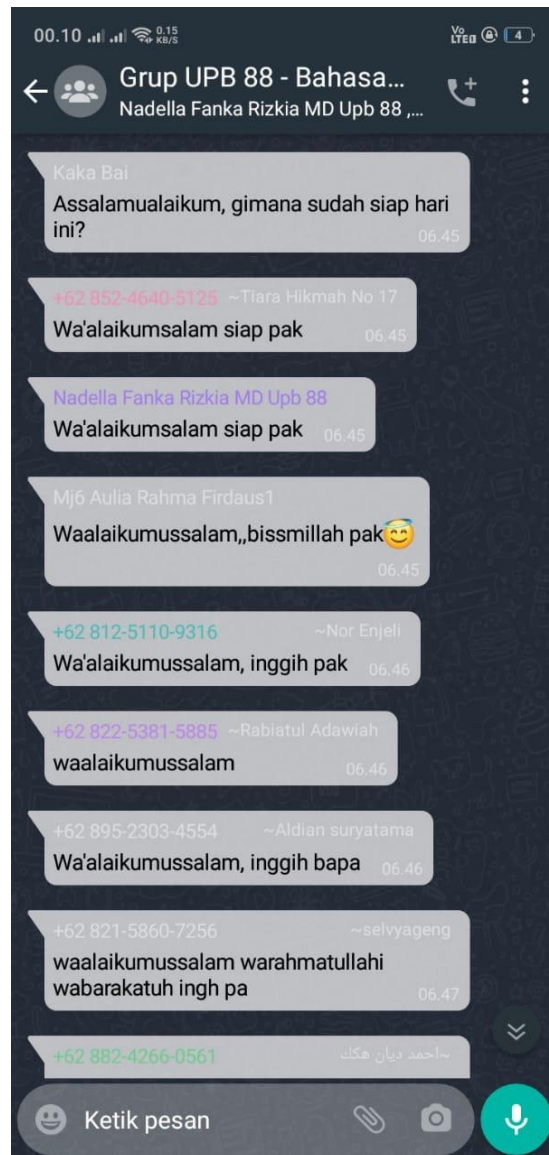 00.10 0.15 KB/S Vo LTE 4
Grup UPB 88 - Bahasa...
Nadella Fanka Rizkia MD Upb 88 ,...
Kaka Bai
Assalamualaikum, gimana sudah siap hari
ini?
06.45
+62 852-4640-5125 ~Tiara Hikmah No 17
Wa'alaikumsalam siap pak 06.45
Nadella Fanka Rizkia MD Upb 88
Wa'alaikumsalam siap pak 06.45
Mj6 Aulia Rahma Firdaus1
Waalaikumussalam,,bissmillah pak😇
06.45
+62 812-5110-9316 ~Nor Enjeli
Wa'alaikumussalam, inggih pak 06.46
+62 822-5381-5885 ~Rabiatul Adawiah
waalaikumussalam 06.46
+62 895-2303-4554 ~Aldian suryatama
Wa'alaikumussalam, inggih bapa 06.46
+62 821-5860-7256 ~selvyageng
waalaikumussalam warahmatullahi
wabarakatuh ingh pa 06.47
+62 882-4266-0561 ~احمد ديان هكك
Ketik pesan